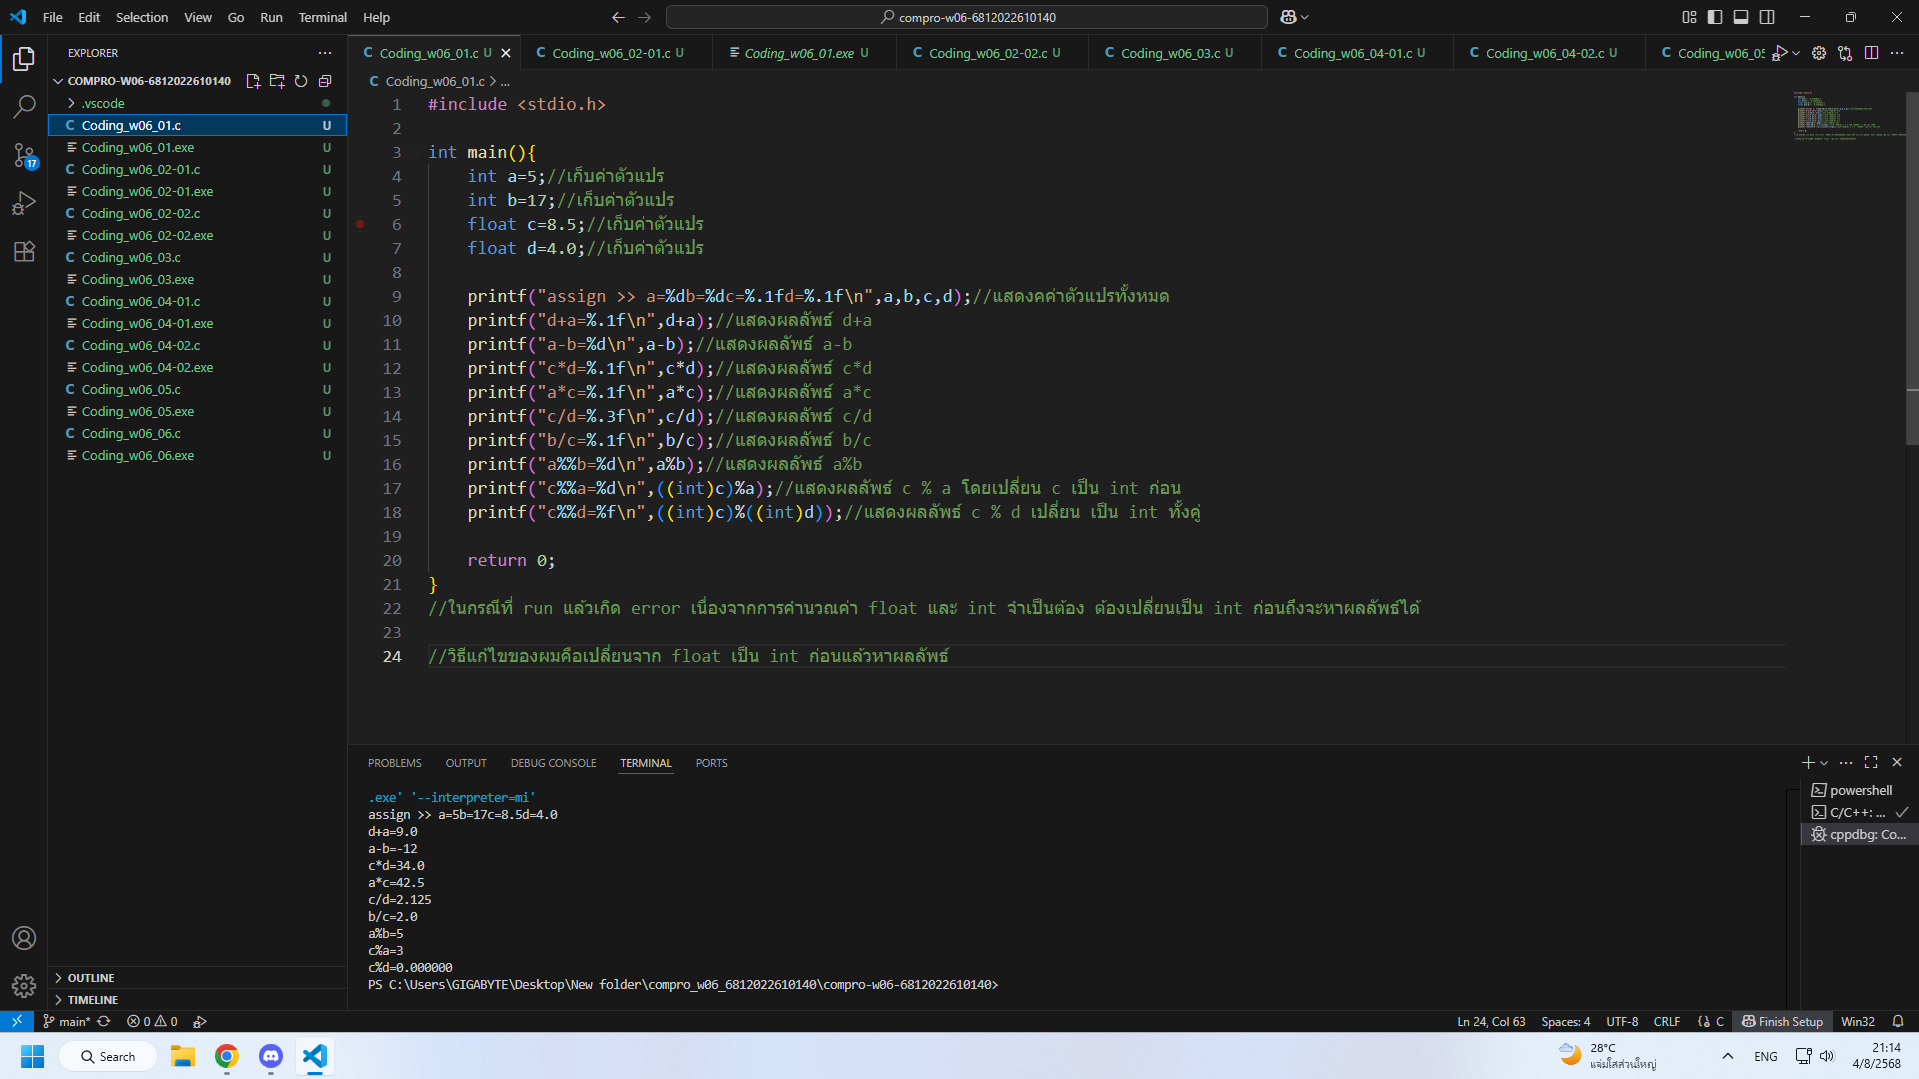 File Edit Selection View Go Run Terminal Help
compro-w06-6812022610140
EXPLORER
COMPRO-W06-6812022610140
.vscode
C Coding_w06_01.c U
Coding_w06_01.exe U
C Coding_w06_02-01.c U
Coding_w06_02-01.exe U
C Coding_w06_02-02.c U
Coding_w06_02-02.exe U
C Coding_w06_03.c U
Coding_w06_03.exe U
C Coding_w06_04-01.c U
Coding_w06_04-01.exe U
C Coding_w06_04-02.c U
Coding_w06_04-02.exe U
C Coding_w06_05.c U
Coding_w06_05.exe U
C Coding_w06_06.c U
Coding_w06_06.exe U
17
OUTLINE
TIMELINE
C Coding_w06_01.c U C Coding_w06_02-01.c U Coding_w06_01.exe U C Coding_w06_02-02.c U C Coding_w06_03.c U C Coding_w06_04-01.c U C Coding_w06_04-02.c U C Coding_w06_05
C Coding_w06_01.c > ...
1 #include <stdio.h>
2
3 int main(){
4 int a=5;//เก็บค่าตัวแปร
5 int b=17;//เก็บค่าตัวแปร
6 float c=8.5;//เก็บค่าตัวแปร
7 float d=4.0;//เก็บค่าตัวแปร
8
9 printf("assign >> a=%db=%dc=%.1fd=%.1f\n",a,b,c,d);//แสดงคค่าตัวแปรทั้งหมด
10 printf("d+a=%.1f\n",d+a);//แสดงผลลัพธ์ d+a
11 printf("a-b=%d\n",a-b);//แสดงผลลัพธ์ a-b
12 printf("c*d=%.1f\n",c*d);//แสดงผลลัพธ์ c*d
13 printf("a*c=%.1f\n",a*c);//แสดงผลลัพธ์ a*c
14 printf("c/d=%.3f\n",c/d);//แสดงผลลัพธ์ c/d
15 printf("b/c=%.1f\n",b/c);//แสดงผลลัพธ์ b/c
16 printf("a%%b=%d\n",a%b);//แสดงผลลัพธ์ a%b
17 printf("c%%a=%d\n",((int)c)%a);//แสดงผลลัพธ์ c % a โดยเปลี่ยน c เป็น int ก่อน
18 printf("c%%d=%f\n",((int)c)%((int)d));//แสดงผลลัพธ์ c % d เปลี่ยน เป็น int ทั้งคู่
19
20 return 0;
21 }
22 //ในกรณีที่ run แล้วเกิด error เนื่องจากการคำนวณค่า float และ int จำเป็นต้อง ต้องเปลี่ยนเป็น int ก่อนถึงจะหาผลลัพธ์ได้
23
24 //วิธีแก้ไขของผมคือเปลี่ยนจาก float เป็น int ก่อนแล้วหาผลลัพธ์
PROBLEMS OUTPUT DEBUG CONSOLE TERMINAL PORTS
.exe' '--interpreter=mi'
assign >> a=5b=17c=8.5d=4.0
d+a=9.0
a-b=-12
c*d=34.0
a*c=42.5
c/d=2.125
b/c=2.0
a%b=5
c%a=3
c%d=0.000000
PS C:\Users\GIGABYTE\Desktop\New folder\compro_w06_6812022610140\compro-w06-6812022610140>
powershell
C/C++: ...
cppdbg: Co...
main* 0 0 Ln 24, Col 63 Spaces: 4 UTF-8 CRLF C Finish Setup Win32
Search
28°C
แจ่มใสส่วนใหญ่
ENG
21:14
4/8/2568